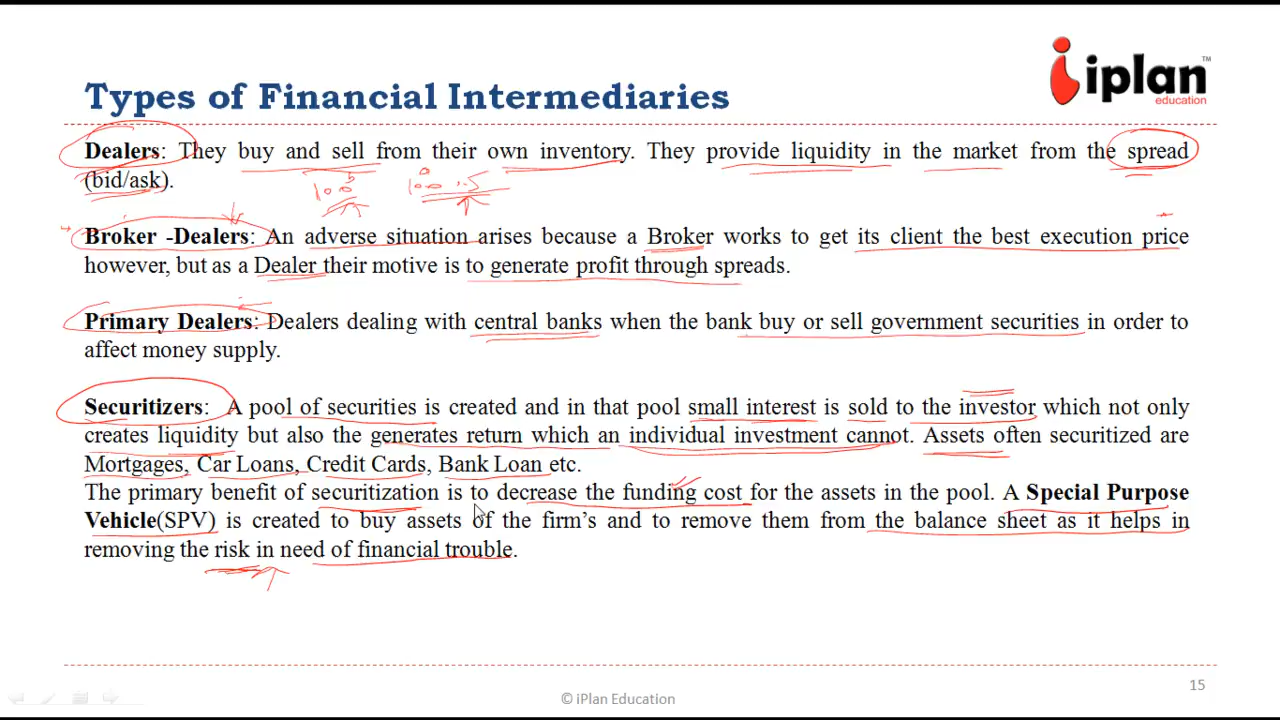 iplan
TM
education
Types of Financial Intermediaries
Dealers: They buy and sell from their own inventory. They provide liquidity in the market from the spread
(bid/ask).
100 b 100.5 a
Broker -Dealers: An adverse situation arises because a Broker works to get its client the best execution price
however, but as a Dealer their motive is to generate profit through spreads.
Primary Dealers: Dealers dealing with central banks when the bank buy or sell government securities in order to
affect money supply.
Securitizers: A pool of securities is created and in that pool small interest is sold to the investor which not only
creates liquidity but also the generates return which an individual investment cannot. Assets often securitized are
Mortgages, Car Loans, Credit Cards, Bank Loan etc.
The primary benefit of securitization is to decrease the funding cost for the assets in the pool. A Special Purpose
Vehicle(SPV) is created to buy assets of the firm's and to remove them from the balance sheet as it helps in
removing the risk in need of financial trouble.
15
© iPlan Education